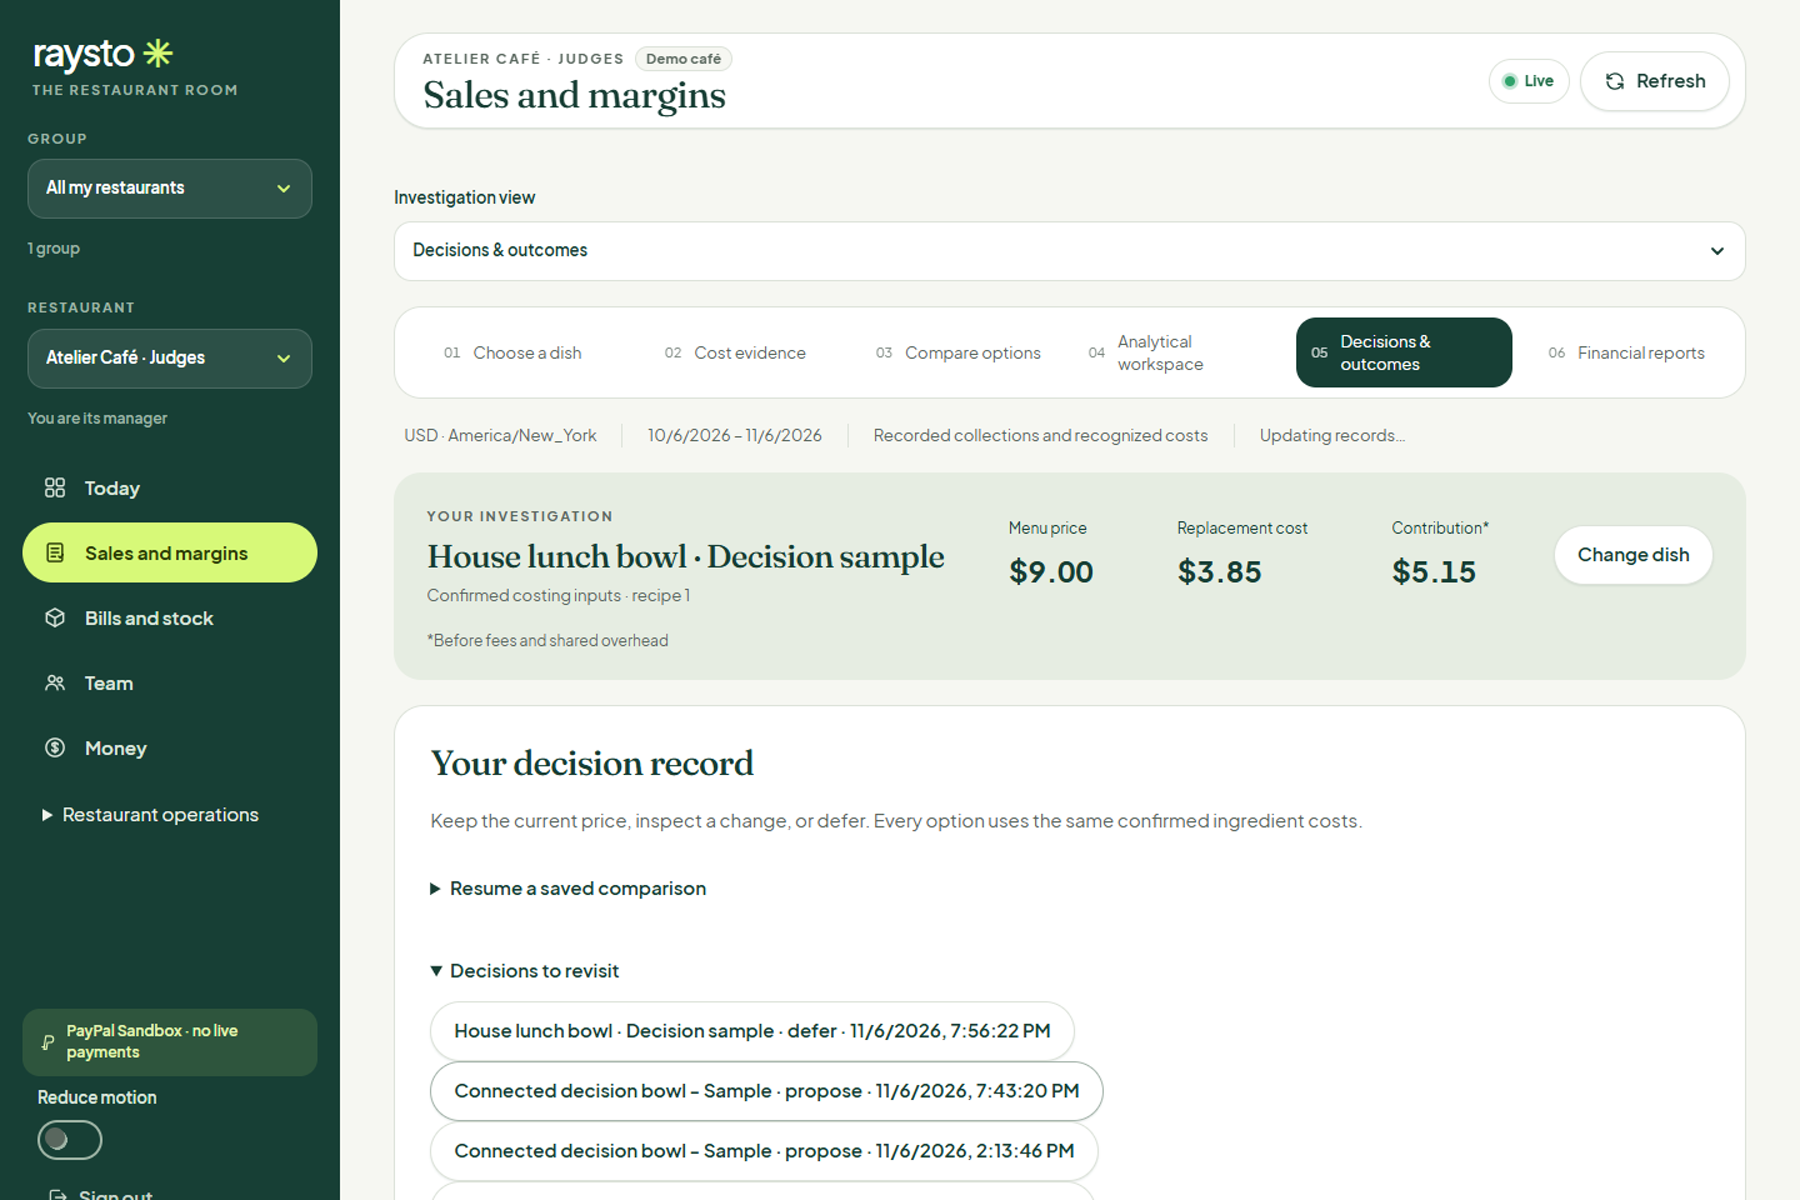 raysto
THE RESTAURANT ROOM
GROUP
All my restaurants
1 group
RESTAURANT
Atelier Café · Judges
You are its manager
Today
Sales and margins
Bills and stock
Team
Money
Restaurant operations
PayPal Sandbox · no live
payments
Reduce motion
Sign out
ATELIER CAFÉ · JUDGES Demo café
Sales and margins
Live
Refresh
Investigation view
Decisions & outcomes
01 Choose a dish
02 Cost evidence
03 Compare options
04 Analytical
workspace
05 Decisions &
outcomes
06 Financial reports
USD · America/New_York
10/6/2026 – 11/6/2026
Recorded collections and recognized costs
Updating records…
YOUR INVESTIGATION
House lunch bowl · Decision sample
Confirmed costing inputs · recipe 1
*Before fees and shared overhead
Menu price
$9.00
Replacement cost
$3.85
Contribution*
$5.15
Change dish
Your decision record
Keep the current price, inspect a change, or defer. Every option uses the same confirmed ingredient costs.
Resume a saved comparison
Decisions to revisit
House lunch bowl · Decision sample · defer · 11/6/2026, 7:56:22 PM
Connected decision bowl – Sample · propose · 11/6/2026, 7:43:20 PM
Connected decision bowl – Sample · propose · 11/6/2026, 2:13:46 PM